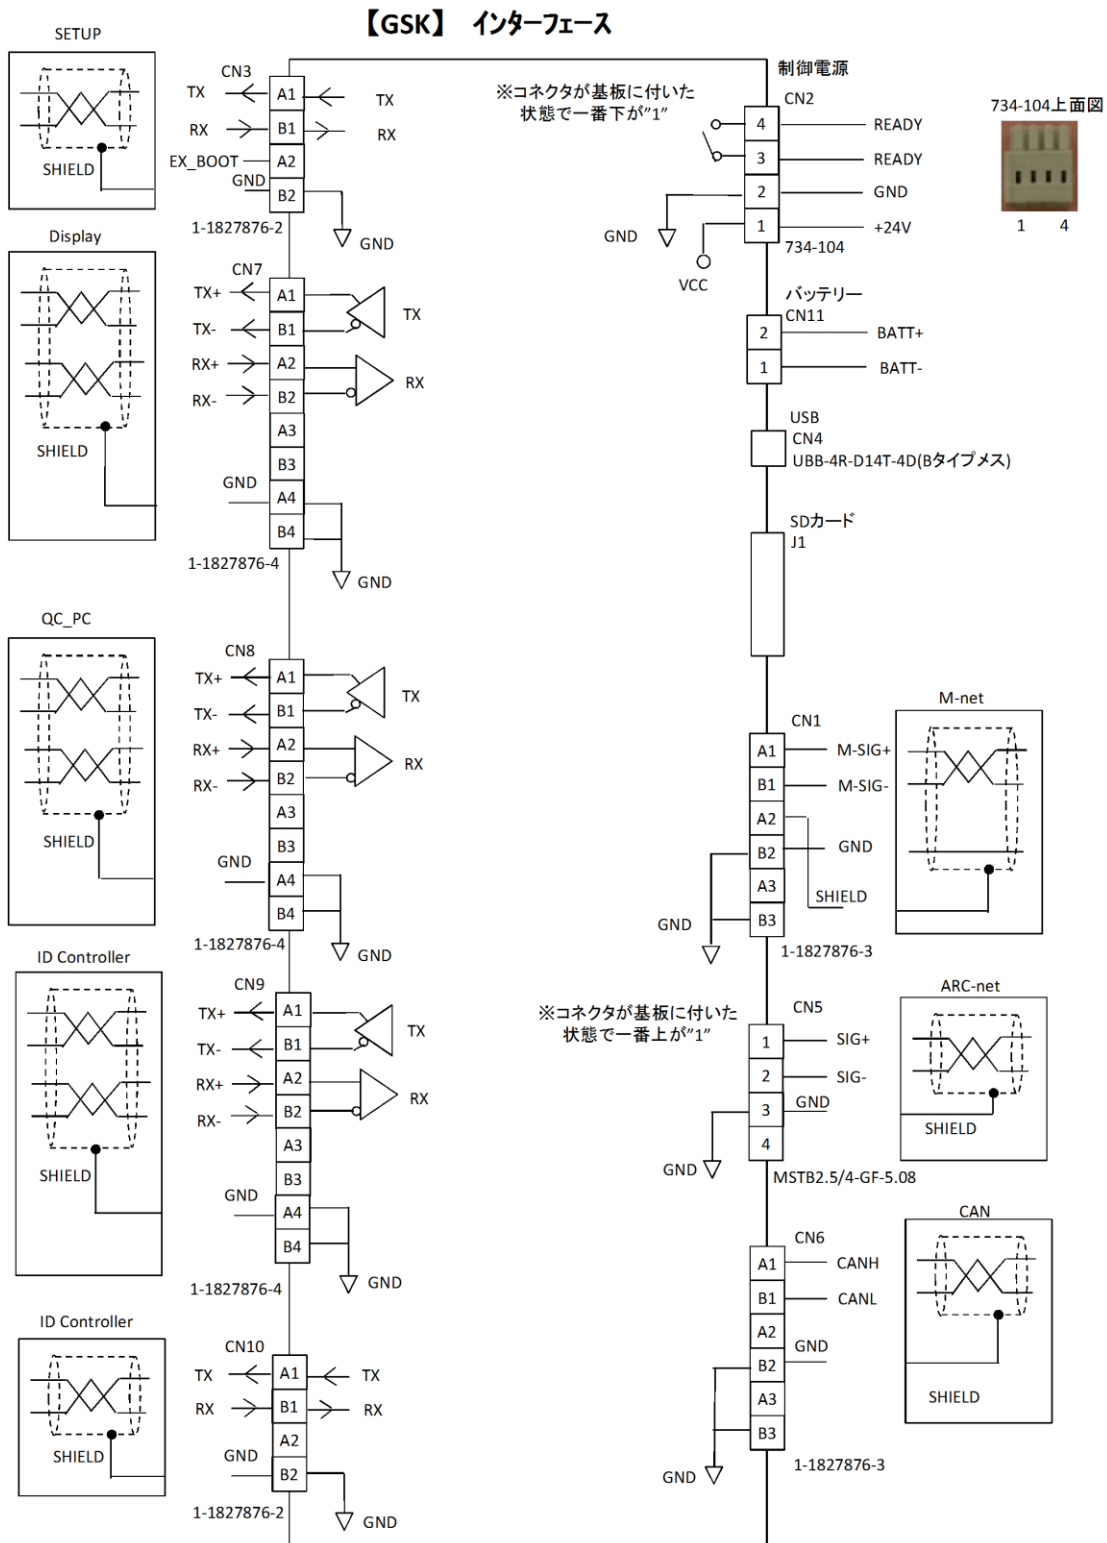 【GSK】　インターフェース
SETUP
SHIELD
CN3
TX
RX
EX_BOOT
GND
A1
B1
A2
B2
TX
RX
1-1827876-2
GND
Display
SHIELD
CN7
TX+
TX-
RX+
RX-
GND
A1
B1
A2
B2
A3
B3
A4
B4
TX
RX
1-1827876-4
GND
QC_PC
SHIELD
CN8
TX+
TX-
RX+
RX-
GND
A1
B1
A2
B2
A3
B3
A4
B4
TX
RX
1-1827876-4
GND
ID Controller
SHIELD
CN9
TX+
TX-
RX+
RX-
GND
A1
B1
A2
B2
A3
B3
A4
B4
TX
RX
1-1827876-4
GND
ID Controller
SHIELD
CN10
TX
RX
GND
A1
B1
A2
B2
TX
RX
1-1827876-2
GND
※コネクタが基板に付いた
状態で一番下が”1”
制御電源
CN2
4
3
2
1
READY
READY
GND
+24V
GND
VCC
734-104
734-104上面図
1 4
バッテリー
CN11
2
1
BATT+
BATT-
USB
CN4
UBB-4R-D14T-4D(Bタイプメス)
SDカード
J1
CN1
A1
B1
A2
B2
A3
B3
M-SIG+
M-SIG-
GND
SHIELD
GND
1-1827876-3
M-net
※コネクタが基板に付いた
状態で一番上が”1”
CN5
1
2
3
4
SIG+
SIG-
GND
GND
MSTB2.5/4-GF-5.08
ARC-net
SHIELD
CN6
A1
B1
A2
B2
A3
B3
CANH
CANL
GND
GND
1-1827876-3
CAN
SHIELD